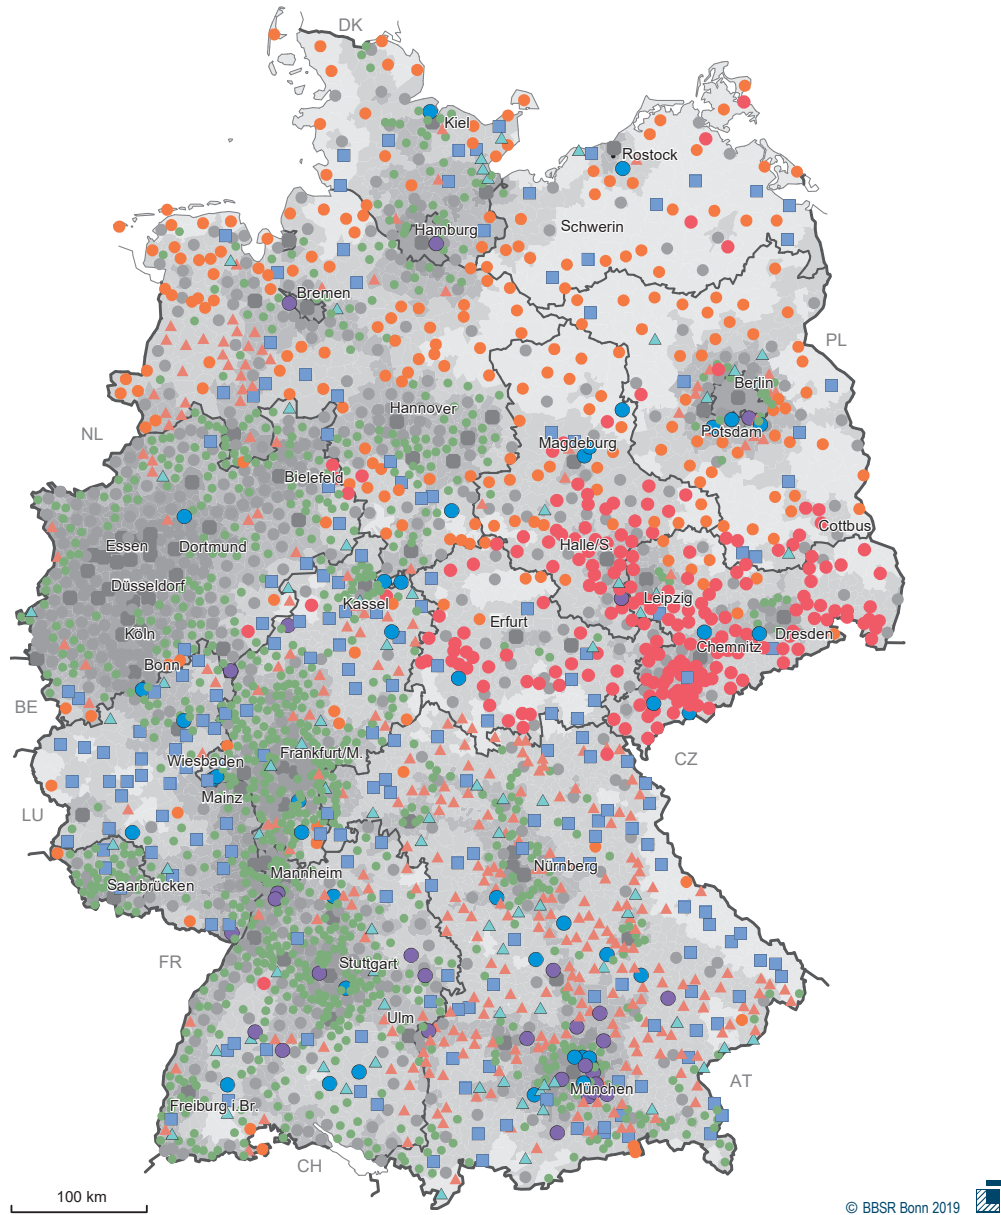 DK
Kiel
Rostock
Schwerin
Hamburg
Bremen
PL
Berlin
Hannover
NL
Potsdam
Magdeburg
Bielefeld
Cottbus
Essen
Dortmund
Halle/S.
Düsseldorf
Leipzig
Kassel
Erfurt
Köln
Dresden
Chemnitz
Bonn
BE
Frankfurt/M.
CZ
Wiesbaden
Mainz
LU
Nürnberg
Mannheim
Saarbrücken
FR
Stuttgart
Ulm
AT
München
Freiburg i.Br.
CH
100 km
© BBSR Bonn 2019